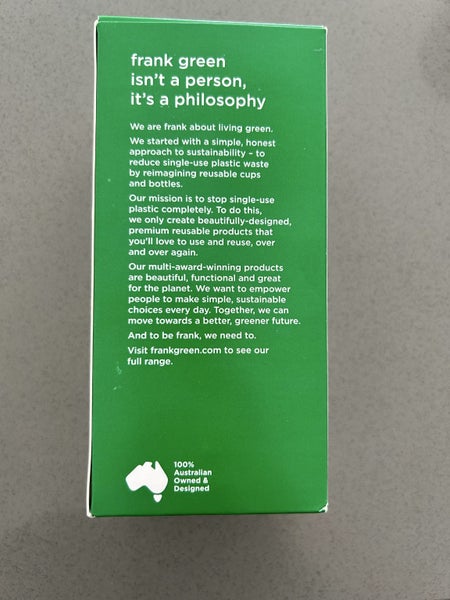 frank green
isn't a person,
it's a philosophy
We are frank about living green.
We started with a simple, honest
approach to sustainability – to
reduce single-use plastic waste
by reimagining reusable cups
and bottles.
Our mission is to stop single-use
plastic completely. To do this,
we only create beautifully-designed,
premium reusable products that
you'll love to use and reuse, over
and over again.
Our multi-award-winning products
are beautiful, functional and great
for the planet. We want to empower
people to make simple, sustainable
choices every day. Together, we can
move towards a better, greener future.
And to be frank, we need to.
Visit frankgreen.com to see our
full range.
100%
Australian
Owned &
Designed